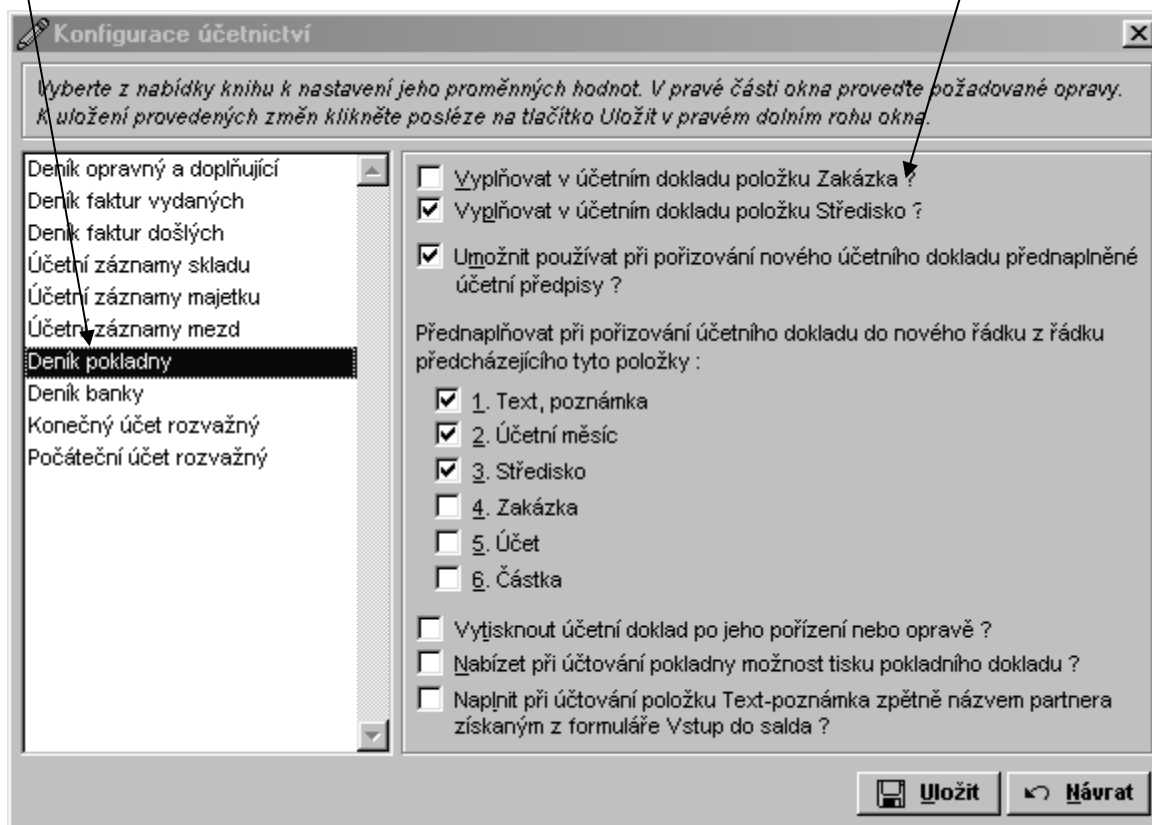 Konfigurace účetnictví
Vyberte z nabídky knihu k nastavení jeho proměnných hodnot. V pravé části okna proveďte požadované opravy.
K uložení provedených změn klikněte posléze na tlačítko Uložit v pravém dolním rohu okna.
Deník opravný a doplňující
Deník faktur vydaných
Deník faktur došlých
Účetní záznamy skladu
Účetní záznamy majetku
Účetní záznamy mezd
Deník pokladny
Deník banky
Konečný účet rozvažný
Počáteční účet rozvažný
Vyplňovat v účetním dokladu položku Zakázka ?
Vyplňovat v účetním dokladu položku Středisko ?
Umožnit používat při pořizování nového účetního dokladu přednaplněné
účetní předpisy ?
Přednaplňovat při pořizování účetního dokladu do nového řádku z řádku
předcházejícího tyto položky :
1. Text, poznámka
2. Účetní měsíc
3. Středisko
4. Zakázka
5. Účet
6. Částka
Vytisknout účetní doklad po jeho pořízení nebo opravě ?
Nabízet při účtování pokladny možnost tisku pokladního dokladu ?
Naplnit při účtování položku Text-poznámka zpětně názvem partnera
získaným z formuláře Vstup do salda ?
Uložit
Návrat